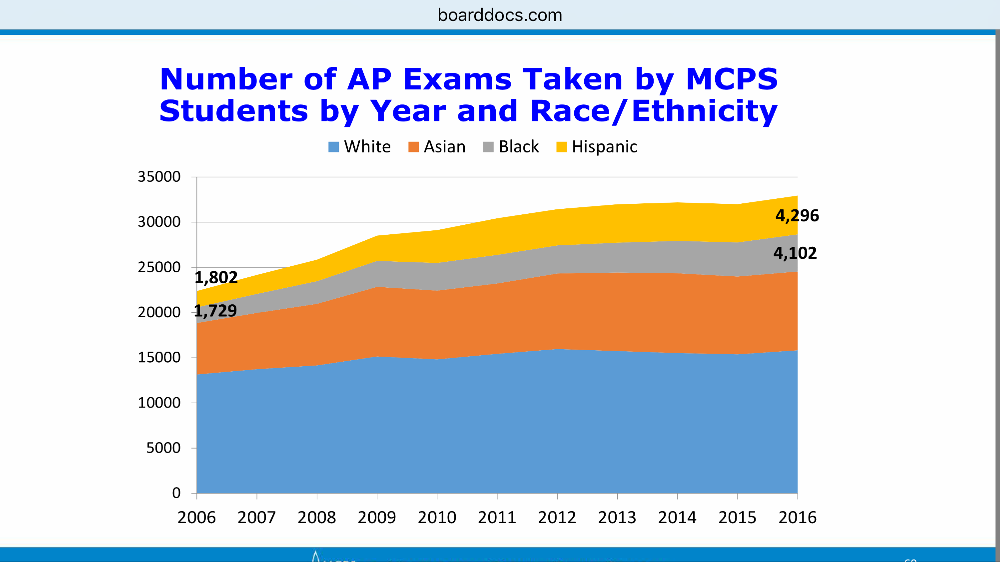 boarddocs.com
Number of AP Exams Taken by MCPS
Students by Year and Race/Ethnicity
White Asian Black Hispanic
35000
30000
25000
20000
15000
10000
5000
0
4,296
4,102
1,802
1,729
2006 2007 2008 2009 2010 2011 2012 2013 2014 2015 2016